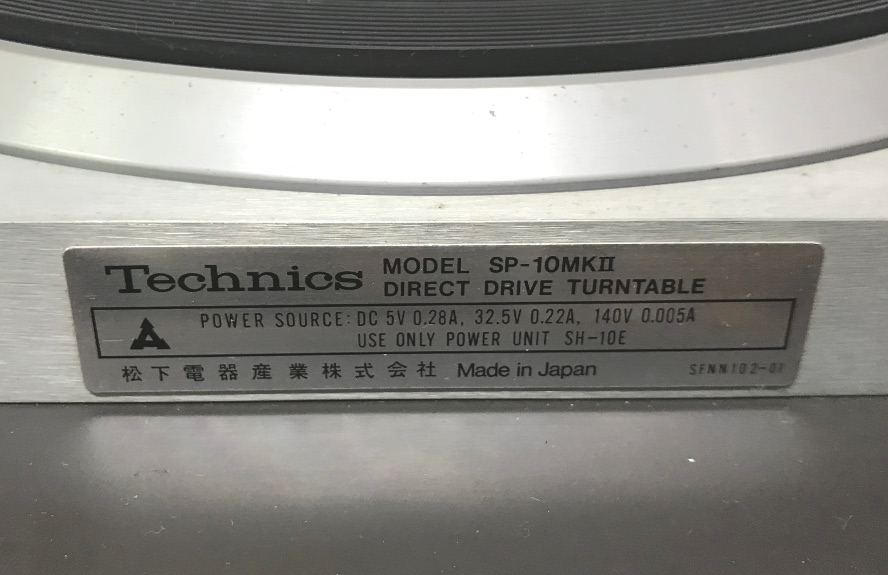 Technics MODEL SP-10MKII
DIRECT DRIVE TURNTABLE
POWER SOURCE: DC 5V 0.28A, 32.5V 0.22A, 140V 0.005A
USE ONLY POWER UNIT SH-10E
松下電器産業株式会社 Made in Japan SFNN102-01